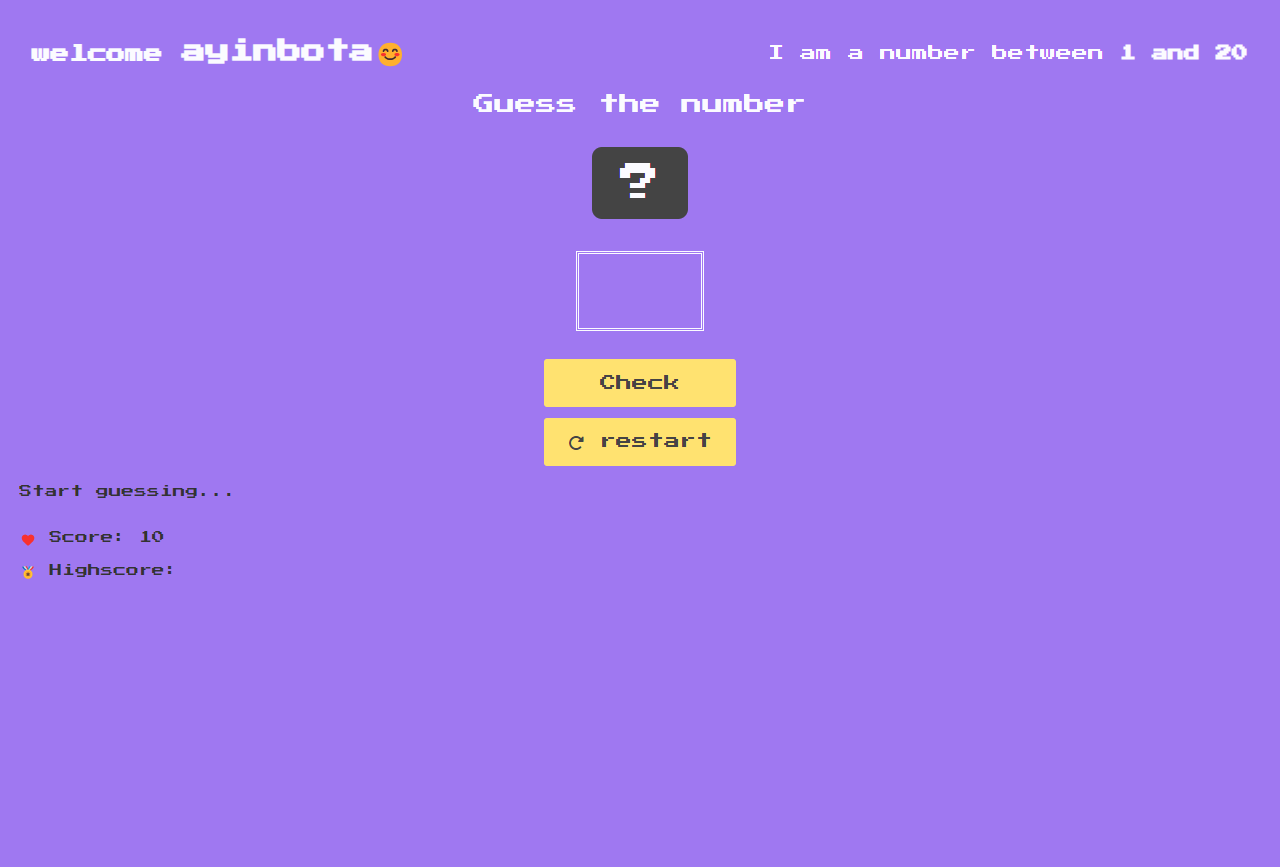 welcome ayinbota😊
I am a number between 1 and 20
Guess the number
?
Check
restart
Start guessing...
Score: 10
Highscore: